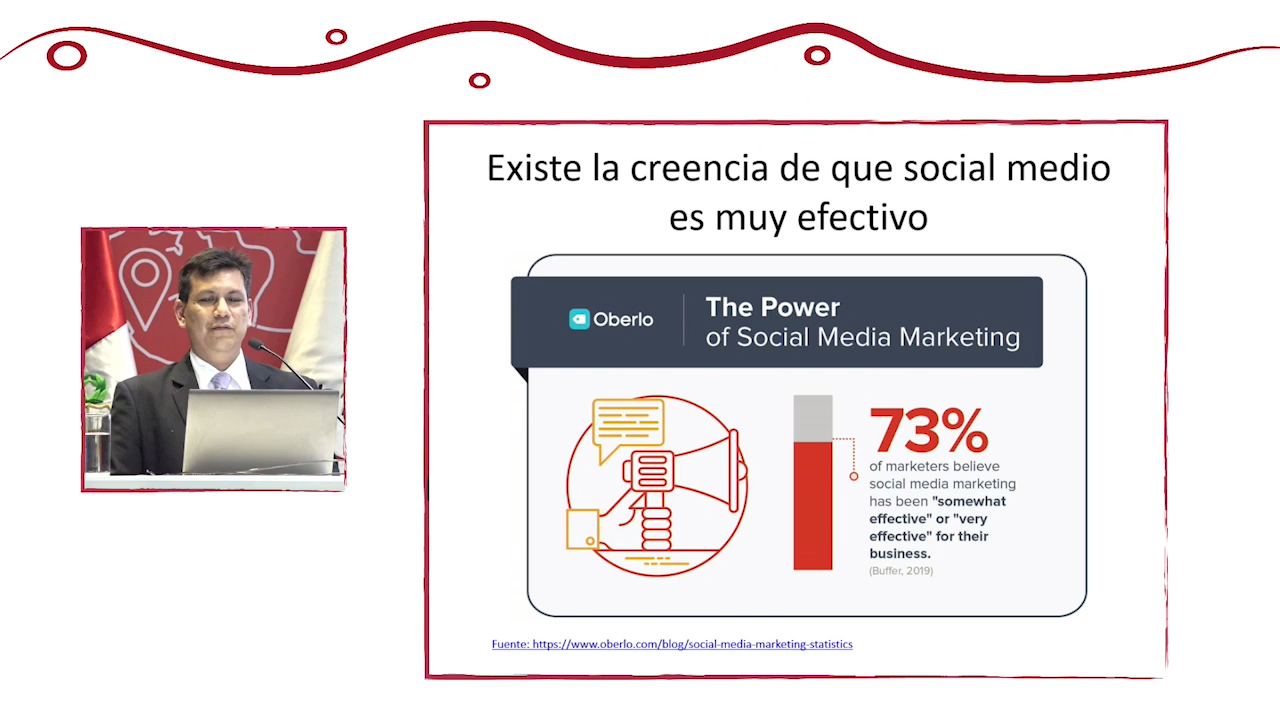 Existe la creencia de que social medio
es muy efectivo
Oberlo
The Power
of Social Media Marketing
73%
of marketers believe
social media marketing
has been "somewhat
effective" or "very
effective" for their
business.
(Buffer, 2019)
Fuente: https://www.oberlo.com/blog/social-media-marketing-statistics